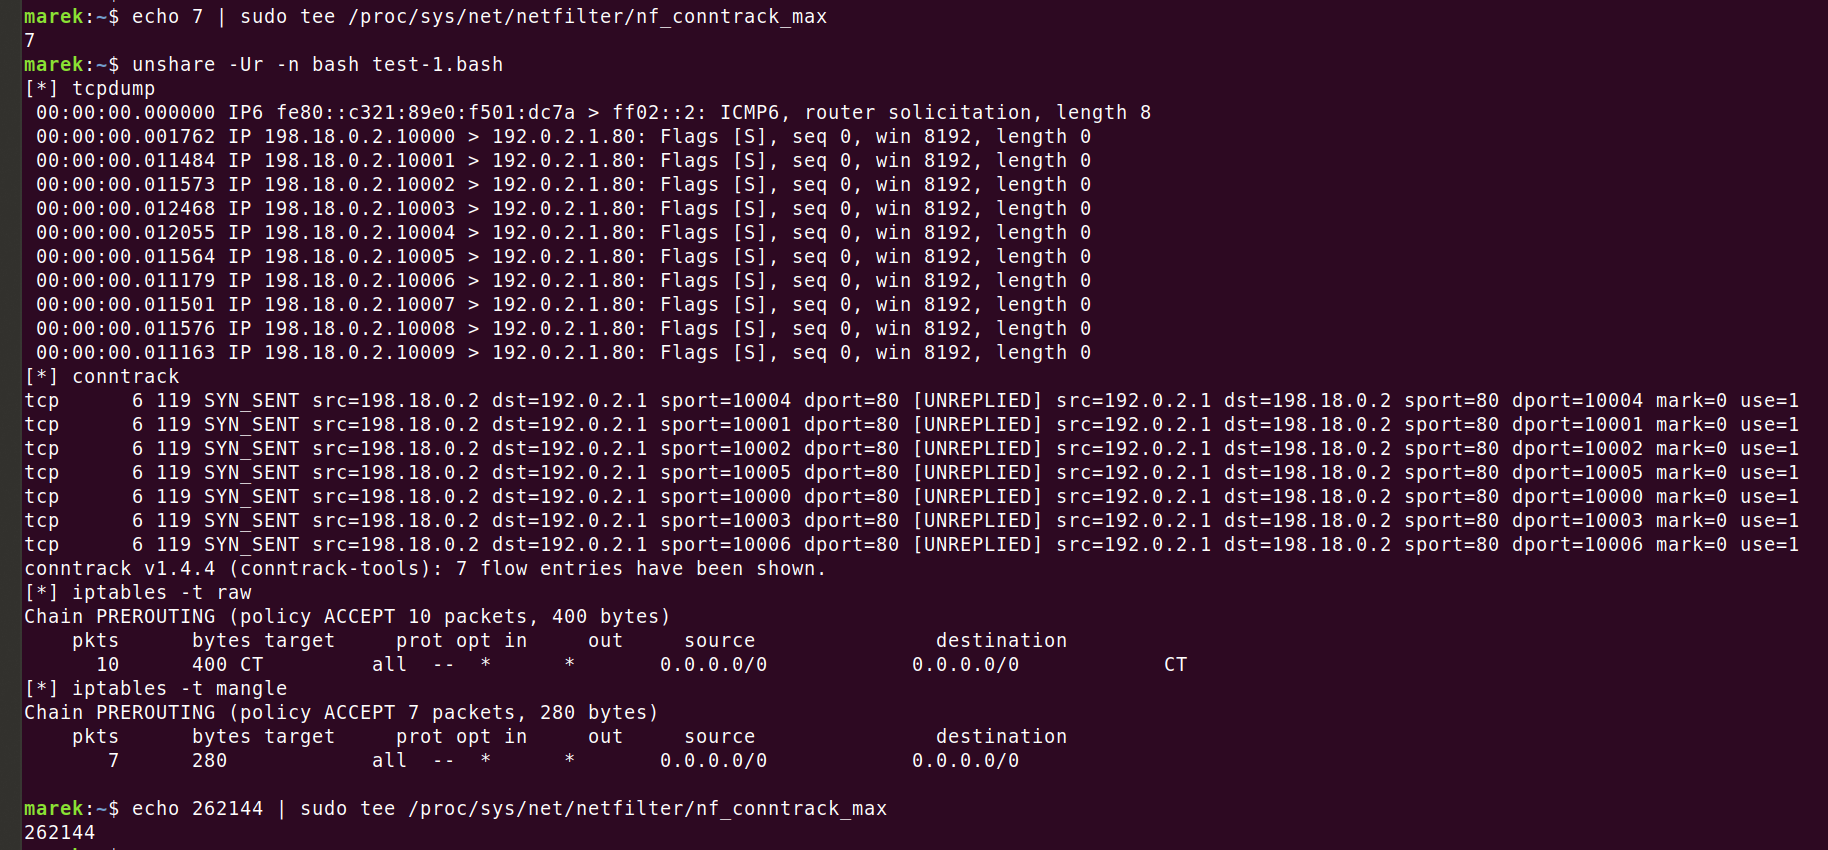 marek:~$ echo 7 | sudo tee /proc/sys/net/netfilter/nf_conntrack_max
7
marek:~$ unshare -Ur -n bash test-1.bash
[*] tcpdump
 00:00:00.000000 IP6 fe80::c321:89e0:f501:dc7a > ff02::2: ICMP6, router solicitation, length 8
 00:00:00.001762 IP 198.18.0.2.10000 > 192.0.2.1.80: Flags [S], seq 0, win 8192, length 0
 00:00:00.011484 IP 198.18.0.2.10001 > 192.0.2.1.80: Flags [S], seq 0, win 8192, length 0
 00:00:00.011573 IP 198.18.0.2.10002 > 192.0.2.1.80: Flags [S], seq 0, win 8192, length 0
 00:00:00.012468 IP 198.18.0.2.10003 > 192.0.2.1.80: Flags [S], seq 0, win 8192, length 0
 00:00:00.012055 IP 198.18.0.2.10004 > 192.0.2.1.80: Flags [S], seq 0, win 8192, length 0
 00:00:00.011564 IP 198.18.0.2.10005 > 192.0.2.1.80: Flags [S], seq 0, win 8192, length 0
 00:00:00.011179 IP 198.18.0.2.10006 > 192.0.2.1.80: Flags [S], seq 0, win 8192, length 0
 00:00:00.011501 IP 198.18.0.2.10007 > 192.0.2.1.80: Flags [S], seq 0, win 8192, length 0
 00:00:00.011576 IP 198.18.0.2.10008 > 192.0.2.1.80: Flags [S], seq 0, win 8192, length 0
 00:00:00.011163 IP 198.18.0.2.10009 > 192.0.2.1.80: Flags [S], seq 0, win 8192, length 0
[*] conntrack
tcp      6 119 SYN_SENT src=198.18.0.2 dst=192.0.2.1 sport=10004 dport=80 [UNREPLIED] src=192.0.2.1 dst=198.18.0.2 sport=80 dport=10004 mark=0 use=1
tcp      6 119 SYN_SENT src=198.18.0.2 dst=192.0.2.1 sport=10001 dport=80 [UNREPLIED] src=192.0.2.1 dst=198.18.0.2 sport=80 dport=10001 mark=0 use=1
tcp      6 119 SYN_SENT src=198.18.0.2 dst=192.0.2.1 sport=10002 dport=80 [UNREPLIED] src=192.0.2.1 dst=198.18.0.2 sport=80 dport=10002 mark=0 use=1
tcp      6 119 SYN_SENT src=198.18.0.2 dst=192.0.2.1 sport=10005 dport=80 [UNREPLIED] src=192.0.2.1 dst=198.18.0.2 sport=80 dport=10005 mark=0 use=1
tcp      6 119 SYN_SENT src=198.18.0.2 dst=192.0.2.1 sport=10000 dport=80 [UNREPLIED] src=192.0.2.1 dst=198.18.0.2 sport=80 dport=10000 mark=0 use=1
tcp      6 119 SYN_SENT src=198.18.0.2 dst=192.0.2.1 sport=10003 dport=80 [UNREPLIED] src=192.0.2.1 dst=198.18.0.2 sport=80 dport=10003 mark=0 use=1
tcp      6 119 SYN_SENT src=198.18.0.2 dst=192.0.2.1 sport=10006 dport=80 [UNREPLIED] src=192.0.2.1 dst=198.18.0.2 sport=80 dport=10006 mark=0 use=1
conntrack v1.4.4 (conntrack-tools): 7 flow entries have been shown.
[*] iptables -t raw
Chain PREROUTING (policy ACCEPT 10 packets, 400 bytes)
    pkts      bytes target     prot opt in     out     source               destination
      10      400 CT         all  --  *      *       0.0.0.0/0            0.0.0.0/0            CT
[*] iptables -t mangle
Chain PREROUTING (policy ACCEPT 7 packets, 280 bytes)
    pkts      bytes target     prot opt in     out     source               destination
       7      280            all  --  *      *       0.0.0.0/0            0.0.0.0/0

marek:~$ echo 262144 | sudo tee /proc/sys/net/netfilter/nf_conntrack_max
262144